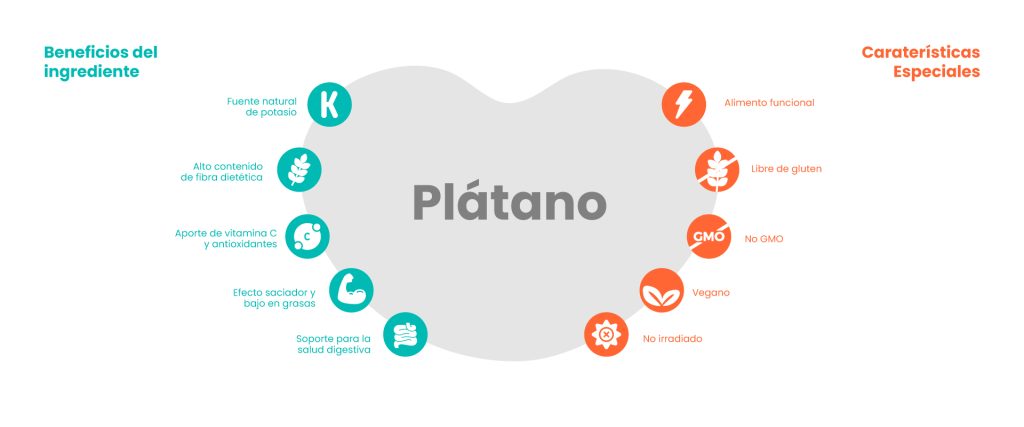 Beneficios del
ingrediente
Fuente natural
de potasio
K
Alto contenido
de fibra dietética
Aporte de vitamina C
y antioxidantes
C
Efecto saciador y
bajo en grasas
Soporte para la
salud digestiva
Plátano
Caraterísticas
Especiales
Alimento funcional
Libre de gluten
GMO
No GMO
Vegano
No irradiado